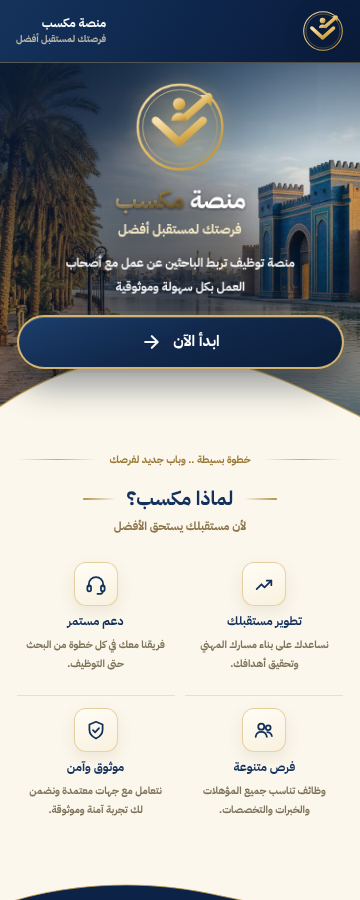 منصة مكسب
فرصتك لمستقبل أفضل
منصة مكسب
فرصتك لمستقبل أفضل
منصة توظيف تربط الباحثين عن عمل مع أصحاب
العمل بكل سهولة وموثوقية
ابدأ الآن
خطوة بسيطة .. وباب جديد لفرصك
لماذا مكسب؟
لأن مستقبلك يستحق الأفضل
تطوير مستقبلك
نساعدك على بناء مسارك المهني
وتحقيق أهدافك.
دعم مستمر
فريقنا معك في كل خطوة من البحث
حتى التوظيف.
فرص متنوعة
وظائف تناسب جميع المؤهلات
والخبرات والتخصصات.
موثوق وآمن
نتعامل مع جهات معتمدة ونضمن
لك تجربة آمنة وموثوقة.